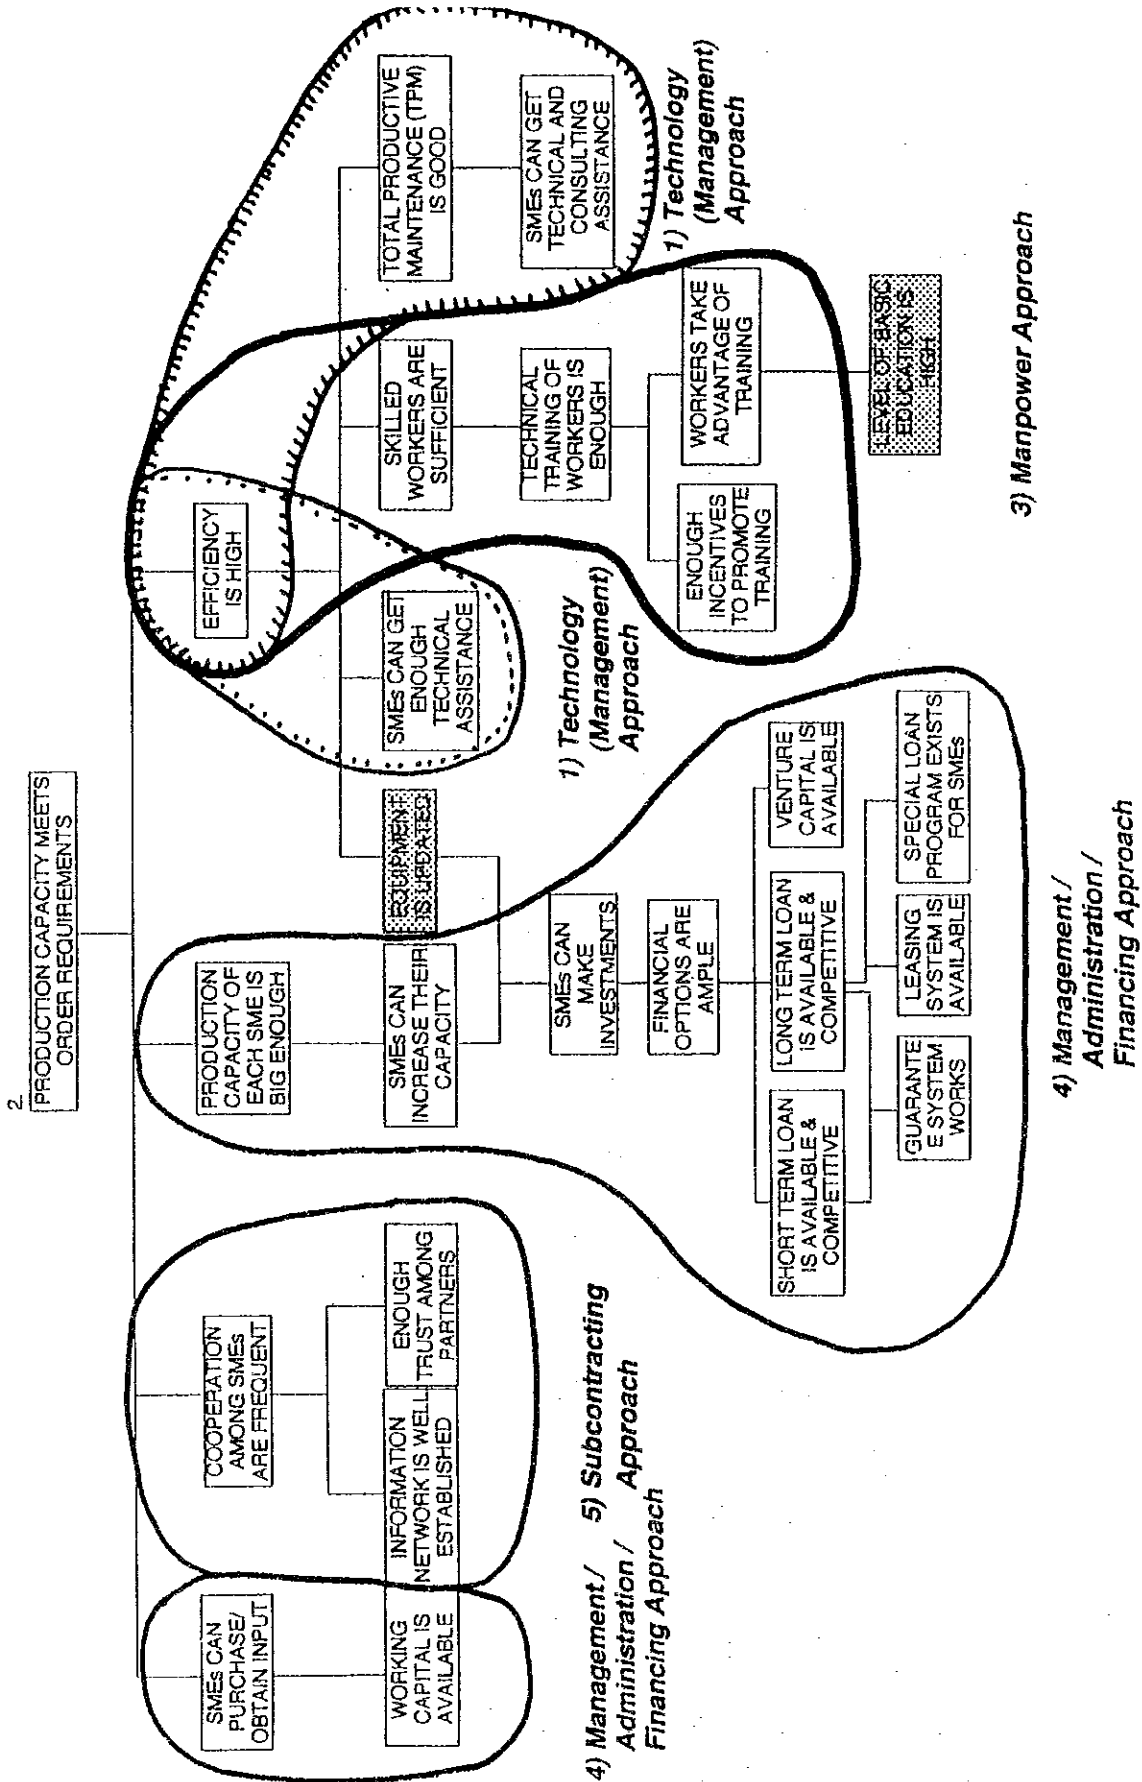 2.
PRODUCTION CAPACITY MEETS
ORDER REQUIREMENTS
SMEs CAN
PURCHASE/
OBTAIN INPUT
COOPERATION
AMONG SMEs
ARE FREQUENT
PRODUCTION
CAPACITY OF
EACH SME IS
BIG ENOUGH
EFFICIENCY
IS HIGH
WORKING
CAPITAL IS
AVAILABLE
INFORMATION
NETWORK IS WELL
ESTABLISHED
ENOUGH
TRUST AMONG
PARTNERS
SMEs CAN
INCREASE THEIR
CAPACITY
EQUIPMENT
IS UPDATED
SMEs CAN GET
ENOUGH
TECHNICAL
ASSISTANCE
SKILLED
WORKERS ARE
SUFFICIENT
TOTAL PRODUCTIVE
MAINTENANCE (TPM)
IS GOOD
SMEs CAN
MAKE
INVESTMENTS
TECHNICAL
TRAINING OF
WORKERS IS
ENOUGH
SMEs CAN GET
TECHNICAL AND
CONSULTING
ASSISTANCE
4) Management /
Administration /
Financing Approach
5) Subcontracting
Approach
1) Technology
(Management)
Approach
1) Technology
(Management
Approach
FINANCIAL
OPTIONS ARE
AMPLE
ENOUGH
INCENTIVES
TO PROMOTE
TRAINING
WORKERS TAKE
ADVANTAGE OF
TRAINING
SHORT TERM LOAN
IS AVAILABLE &
COMPETITIVE
LONG TERM LOAN
IS AVAILABLE &
COMPETITIVE
VENTURE
CAPITAL IS
AVAILABLE
LEVEL OF BASIC
EDUCATION IS
HIGH
GUARANTE
E SYSTEM
WORKS
LEASING
SYSTEM IS
AVAILABLE
SPECIAL LOAN
PROGRAM EXISTS
FOR SMEs
3) Manpower Approach
4) Management /
Administration /
Financing Approach